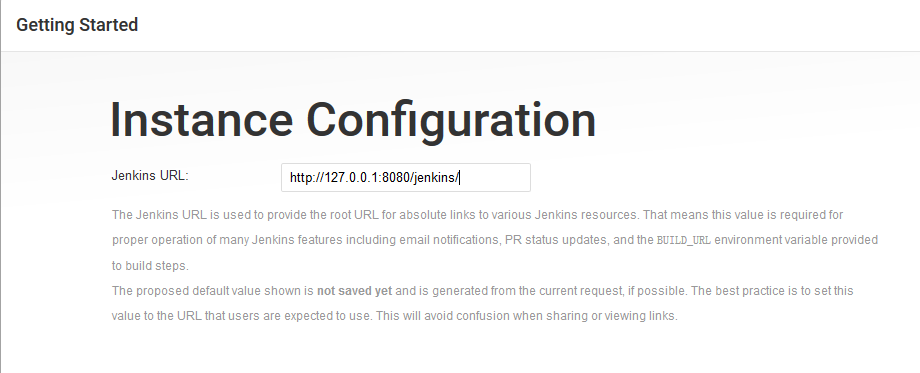 Getting Started
Instance Configuration
Jenkins URL: http://127.0.0.1:8080/jenkins/
The Jenkins URL is used to provide the root URL for absolute links to various Jenkins resources. That means this value is required for
proper operation of many Jenkins features including email notifications, PR status updates, and the BUILD_URL environment variable provided
to build steps.
The proposed default value shown is not saved yet and is generated from the current request, if possible. The best practice is to set this
value to the URL that users are expected to use. This will avoid confusion when sharing or viewing links.